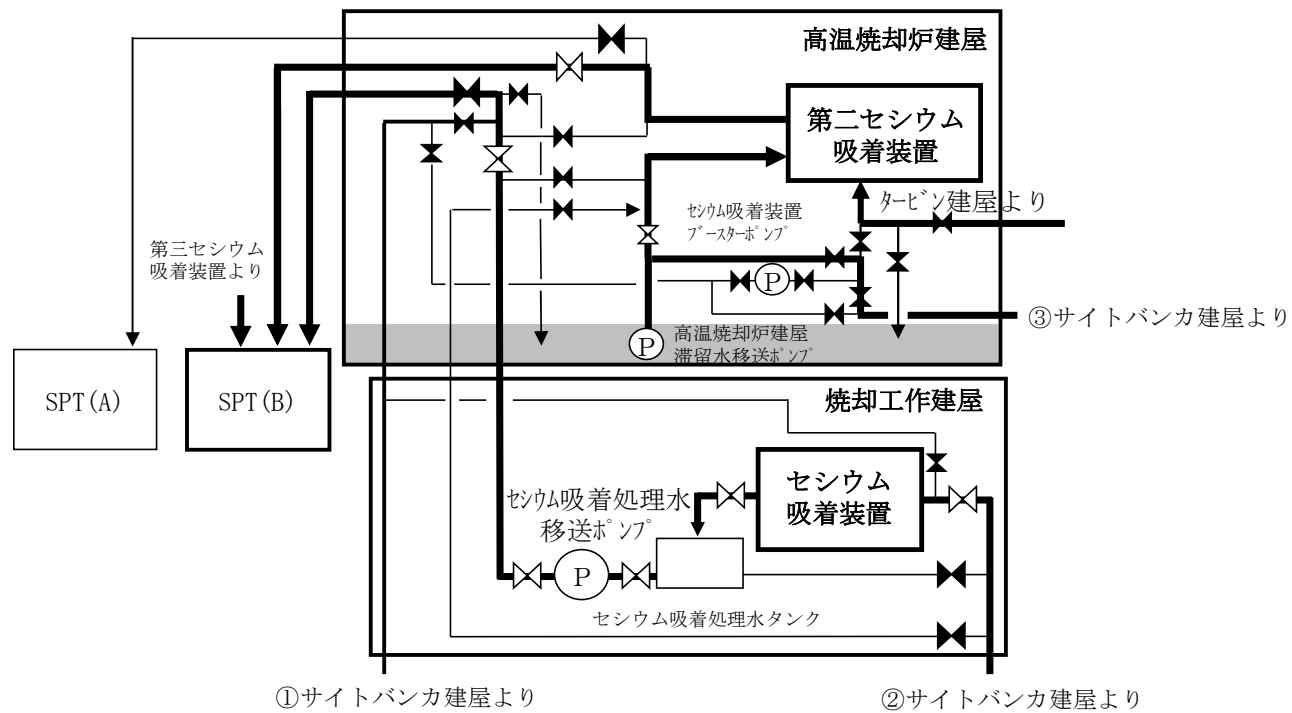 高温焼却炉建屋
第二セシウム
吸着装置
ﾀｰﾋﾞﾝ建屋より
ｾｼｳﾑ吸着装置
ﾌﾞｰｽﾀｰﾎﾟﾝﾌﾟ
第三セシウム
吸着装置より
P
③サイトバンカ建屋より
P
高温焼却炉建屋
滞留水移送ﾎﾟﾝﾌﾟ
SPT(A)
SPT(B)
焼却工作建屋
セシウム
吸着装置
ｾｼｳﾑ吸着処理水
移送ﾎﾟﾝﾌﾟ
P
セシウム吸着処理水タンク
①サイトバンカ建屋より
②サイトバンカ建屋より